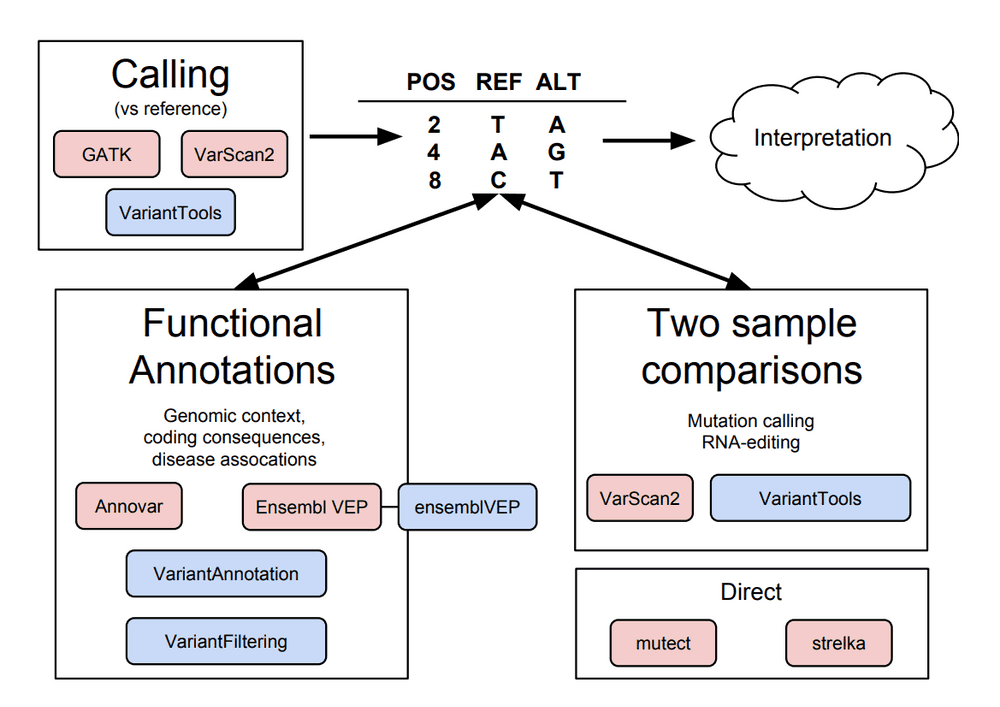 Calling
(vs reference)
GATK
VarScan2
VariantTools
POS REF ALT
2 T A
4 A G
8 C T
Interpretation
Functional
Annotations
Genomic context,
coding consequences,
disease assocations
Annovar
Ensembl VEP
ensemblVEP
VariantAnnotation
VariantFiltering
Two sample
comparisons
Mutation calling
RNA-editing
VarScan2
VariantTools
Direct
mutect
strelka